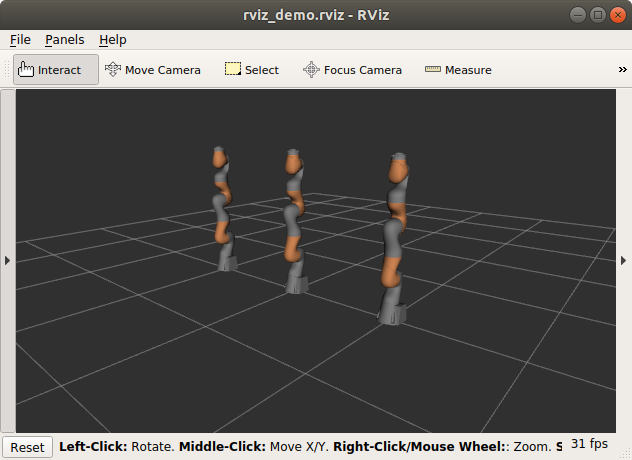 rviz_demo.rviz - RViz
File Panels Help
Interact Move Camera Select Focus Camera Measure »
Reset Left-Click: Rotate. Middle-Click: Move X/Y. Right-Click/Mouse Wheel:: Zoom. S 31 fps